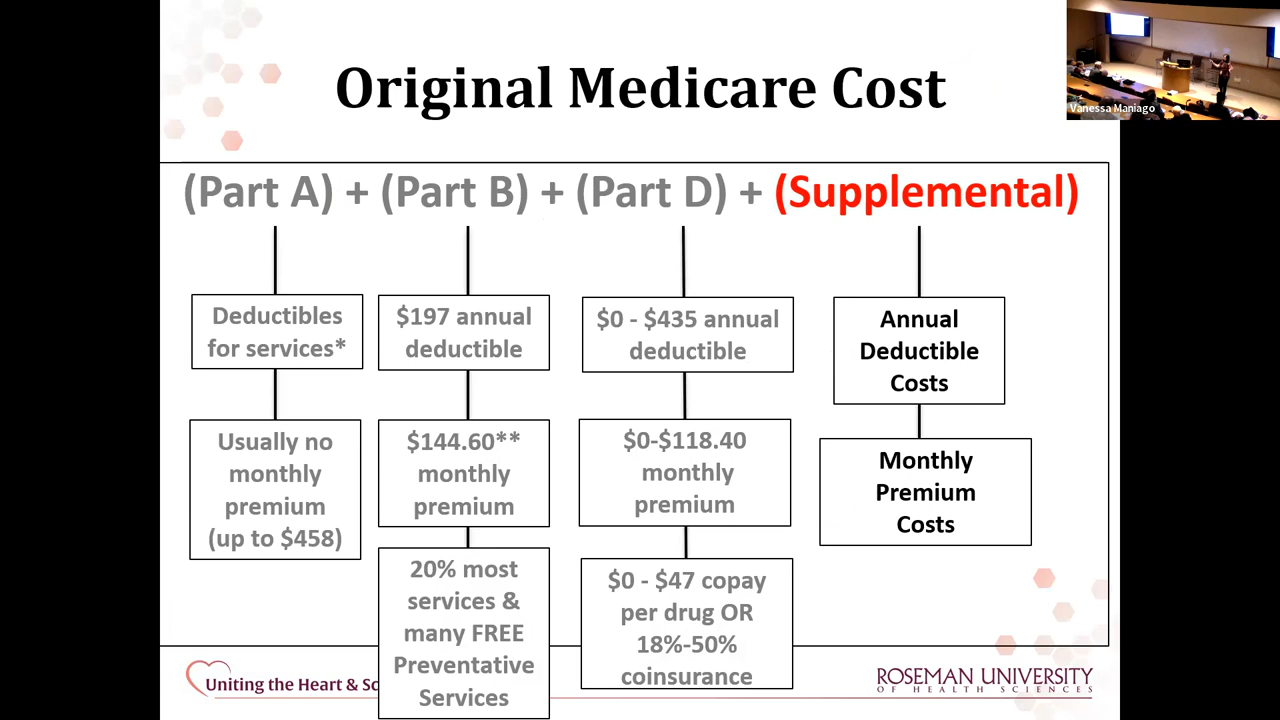 Original Medicare Cost
Vanessa Maniago
(Part A) + (Part B) + (Part D) + (Supplemental)
Deductibles
for services*
Usually no
monthly
premium
(up to $458)
$197 annual
deductible
$144.60**
monthly
premium
20% most
services &
many FREE
Preventative
Services
$0 - $435 annual
deductible
$0-$118.40
monthly
premium
$0 - $47 copay
per drug OR
18%-50%
coinsurance
Annual
Deductible
Costs
Monthly
Premium
Costs
Uniting the Heart & Sc
ROSEMAN UNIVERSITY
OF HEALTH SCIENCES